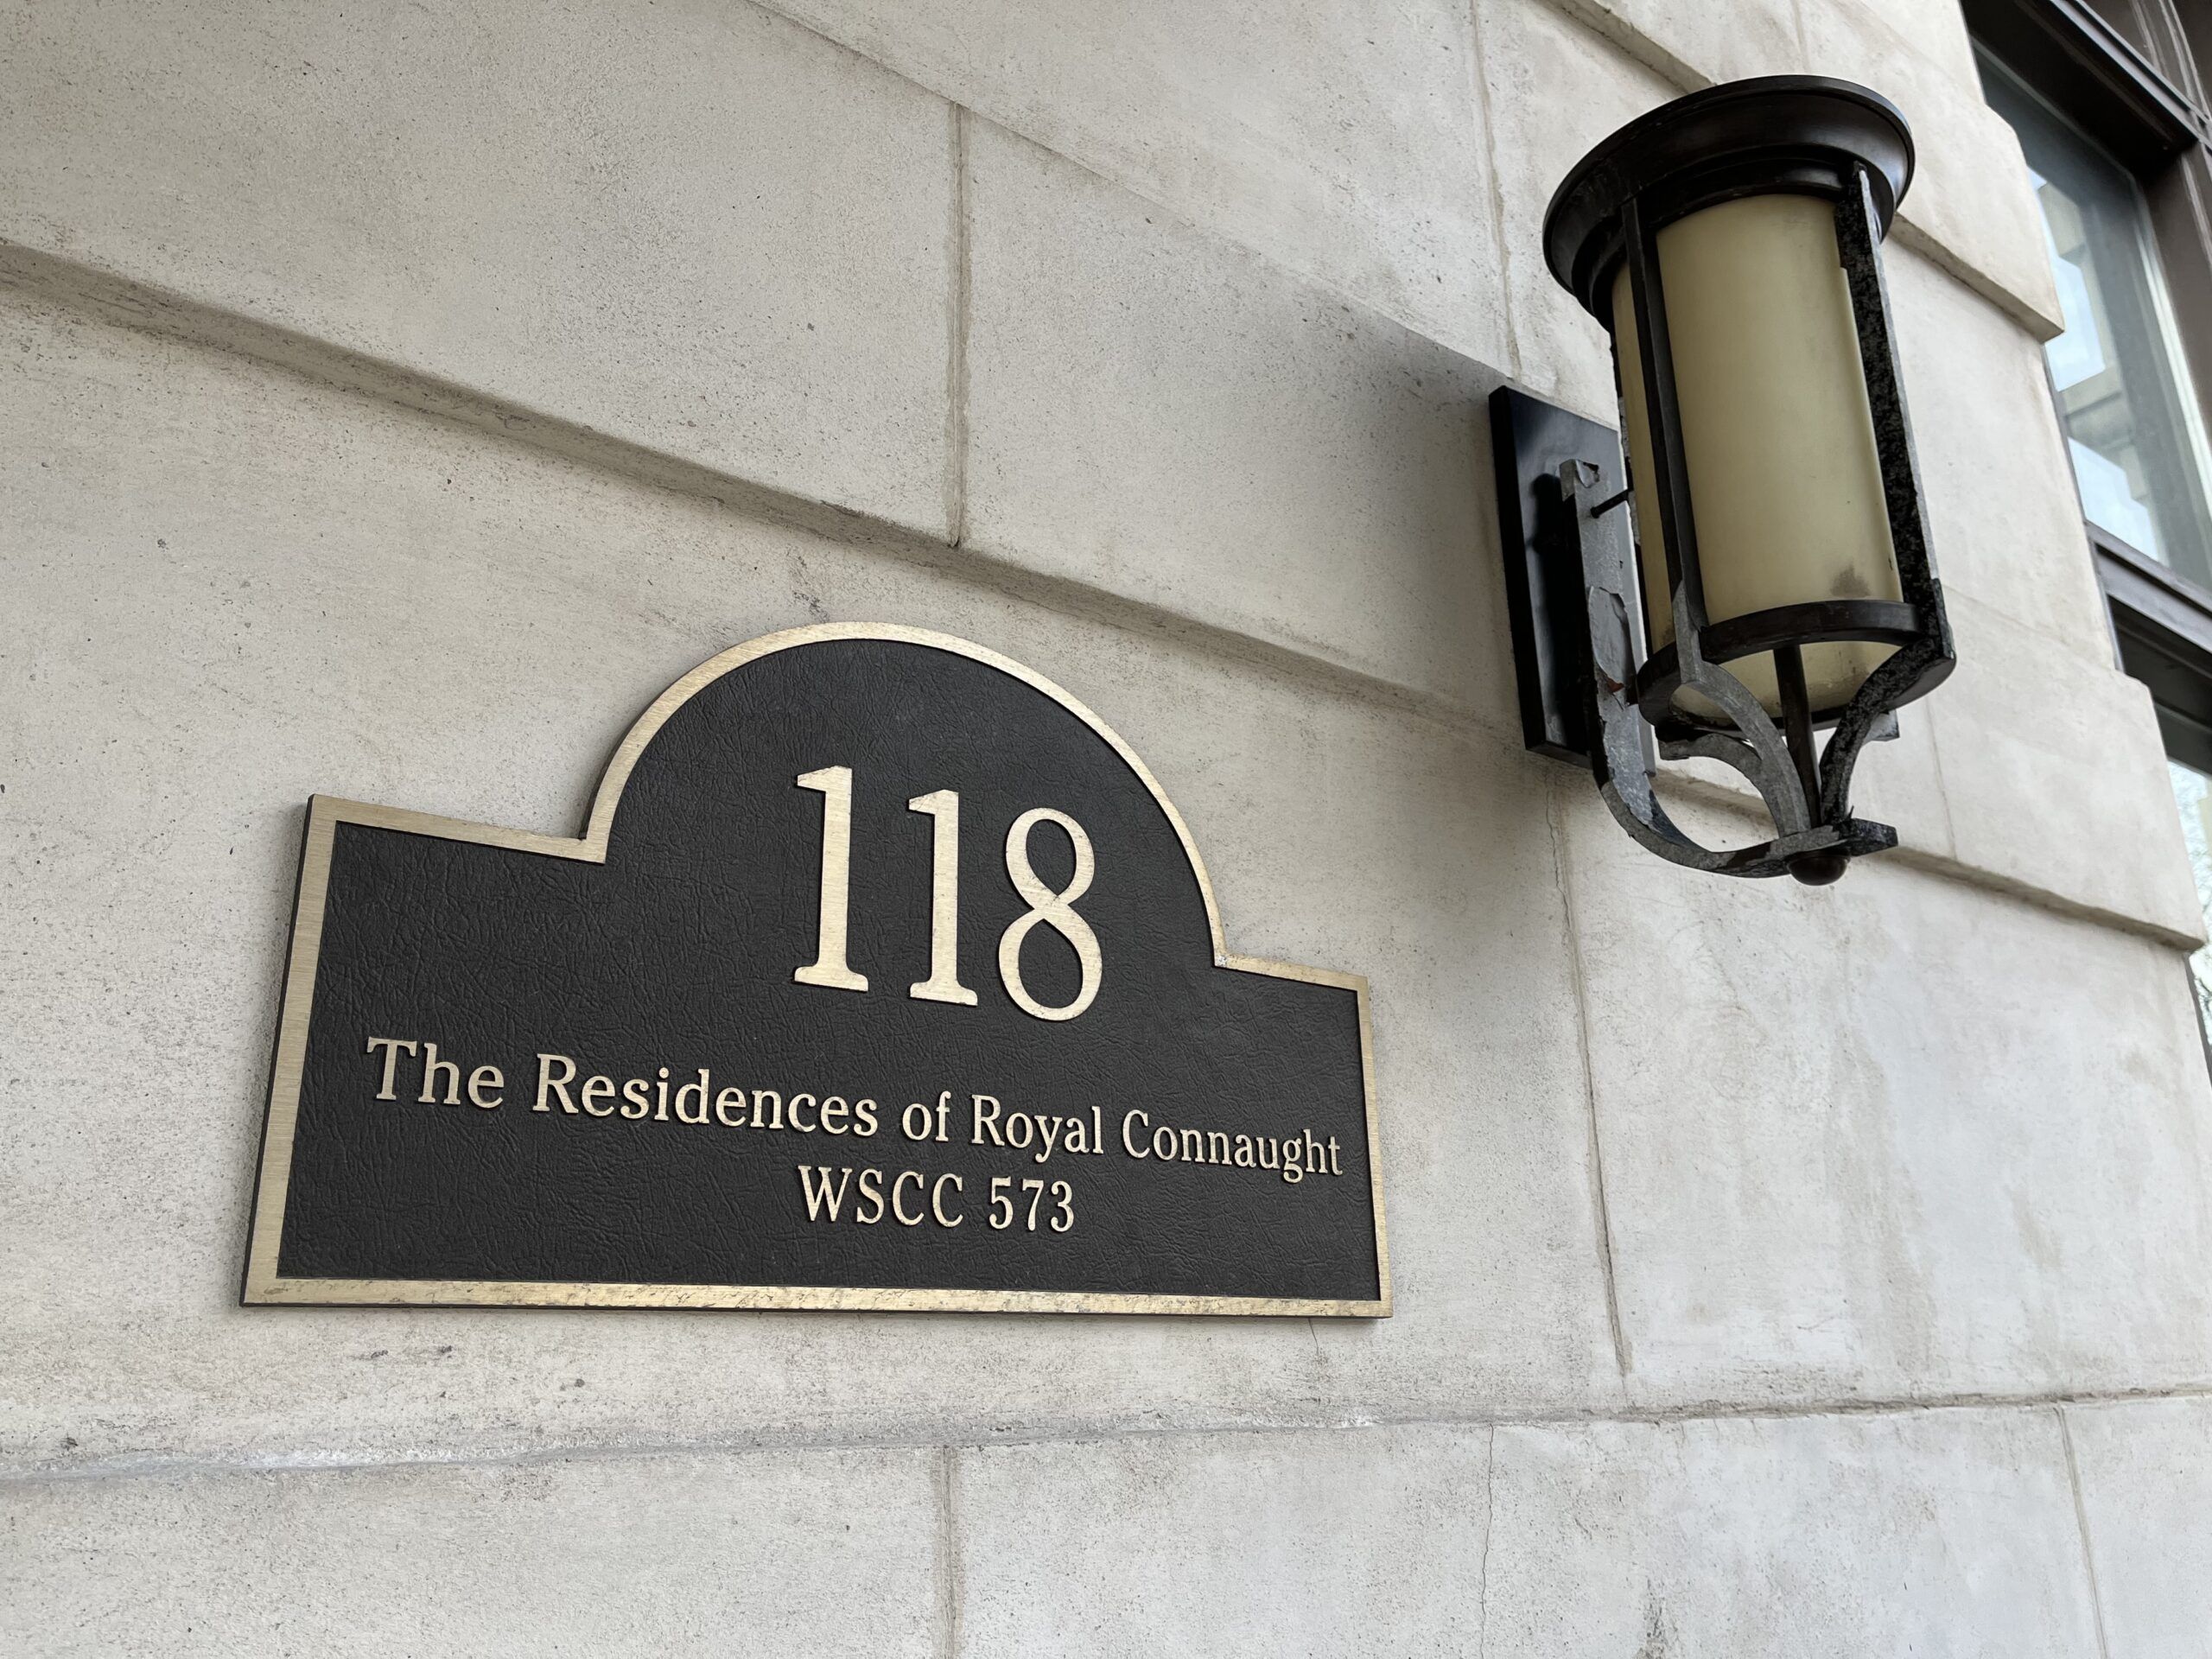 118
The Residences of Royal Connaught
WSCC 573